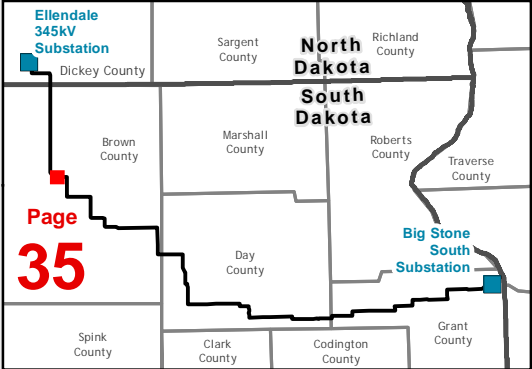 Ellendale
345kV
Substation
Dickey County
Sargent
County
North
Dakota
Richland
County
South
Dakota
Brown
County
Marshall
County
Roberts
County
Traverse
County
Page
35
Big Stone
South
Substation
Day
County
Spink
County
Clark
County
Codington
County
Grant
County